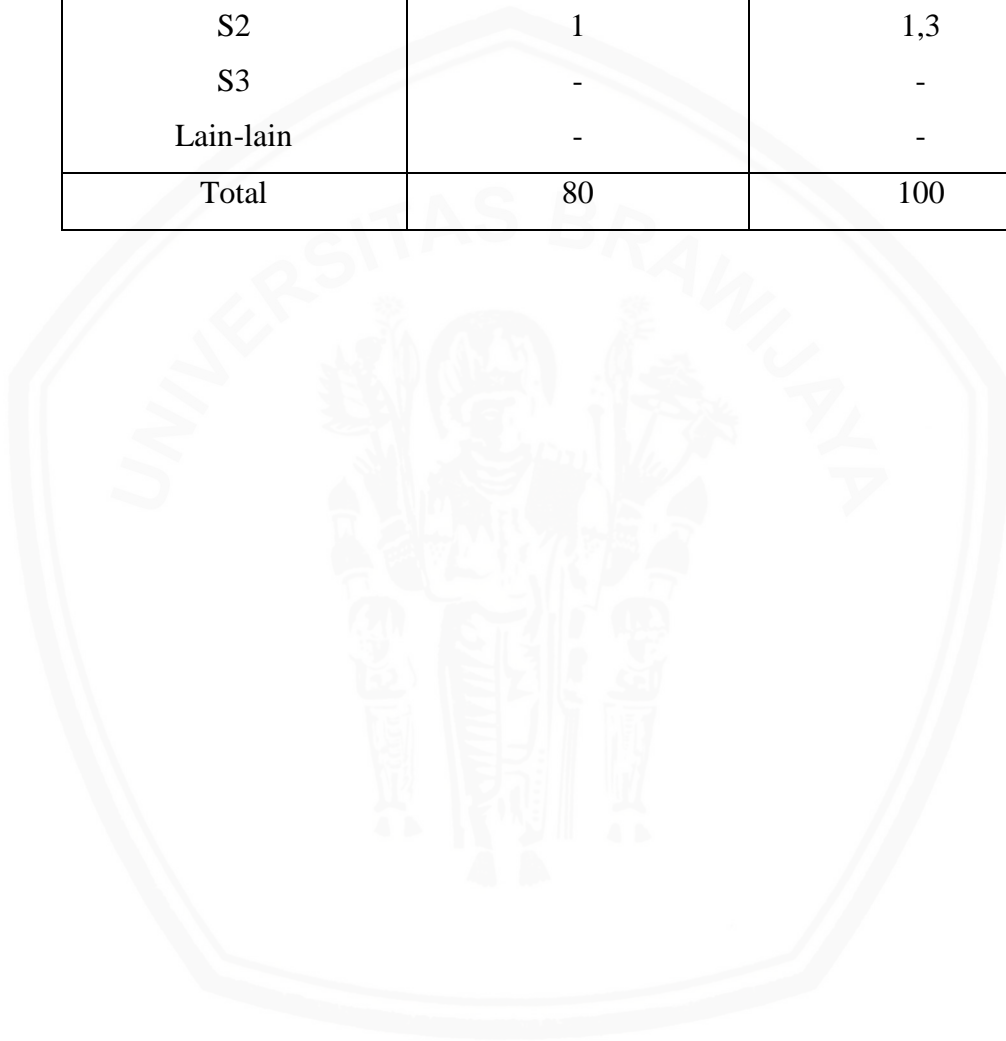 S2 1 1,3
S3 - -
Lain-lain - -
Total 80 100
UNIVERSITAS BRAWIJAYA